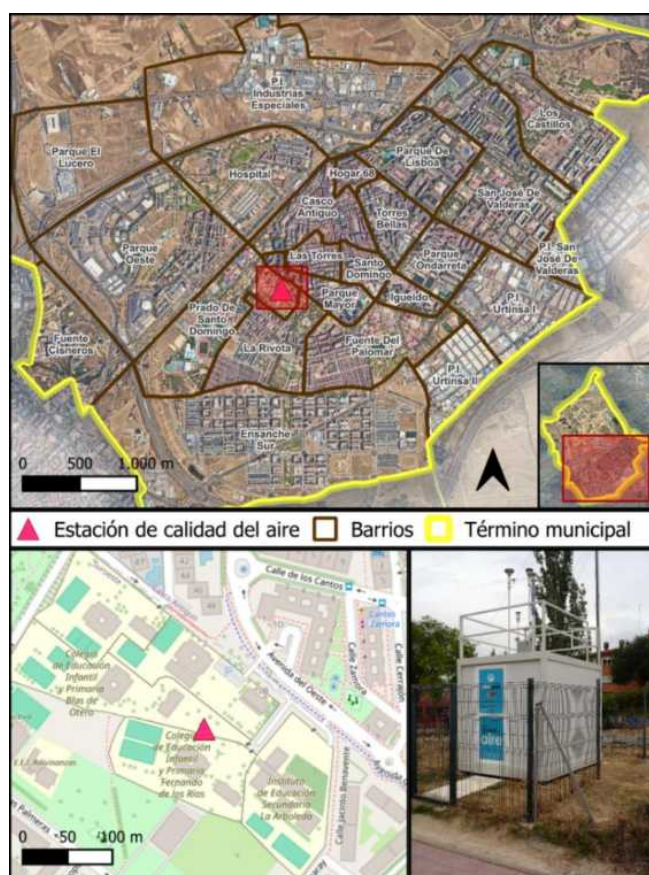 P.I.
Industrias
Especiales
Los
Castillos
Parque El
Lucero
Parque De
Lisboa
Hospital
Hogar 68
Casco
Antiguo
San José De
Valderas
Torres
Bellas
Parque
Oeste
Las Torres
Santo
Domingo
Parque
Ondarreta
P.I. San
José De
Valderas
Parque
Mayor
Igueldo
P.I.
Urtinsa I
Prado De
Santo
Domingo
La Rivota
Fuente Del
Palomar
Fuente
Cisneros
P.I.
Urtinsa II
Ensanche
Sur
0 500 1.000 m
Estación de calidad del aire Barrios Término municipal
Calle de los Cantos
Calle Zamora
Calle Cerrajón
Avenida del Oeste
Colegio
de Educación
Infantil
y Primaria
Blas de
Otero
de Educación
Infantil
y Primaria
Fernando
de los Ríos
Instituto
de Educación
Secundaria
La Arboleda
Calle Jacinto Benavente
Palmeras
0 50 100 m
aire